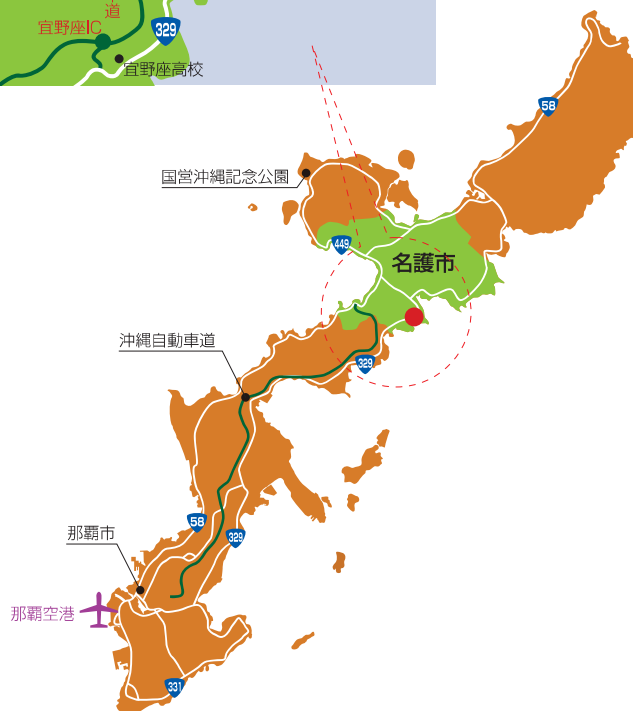 道
宜野座IC
329
宜野座高校
58
国営沖縄記念公園
449
名護市
沖縄自動車道
329
58
那覇市
329
那覇空港
331